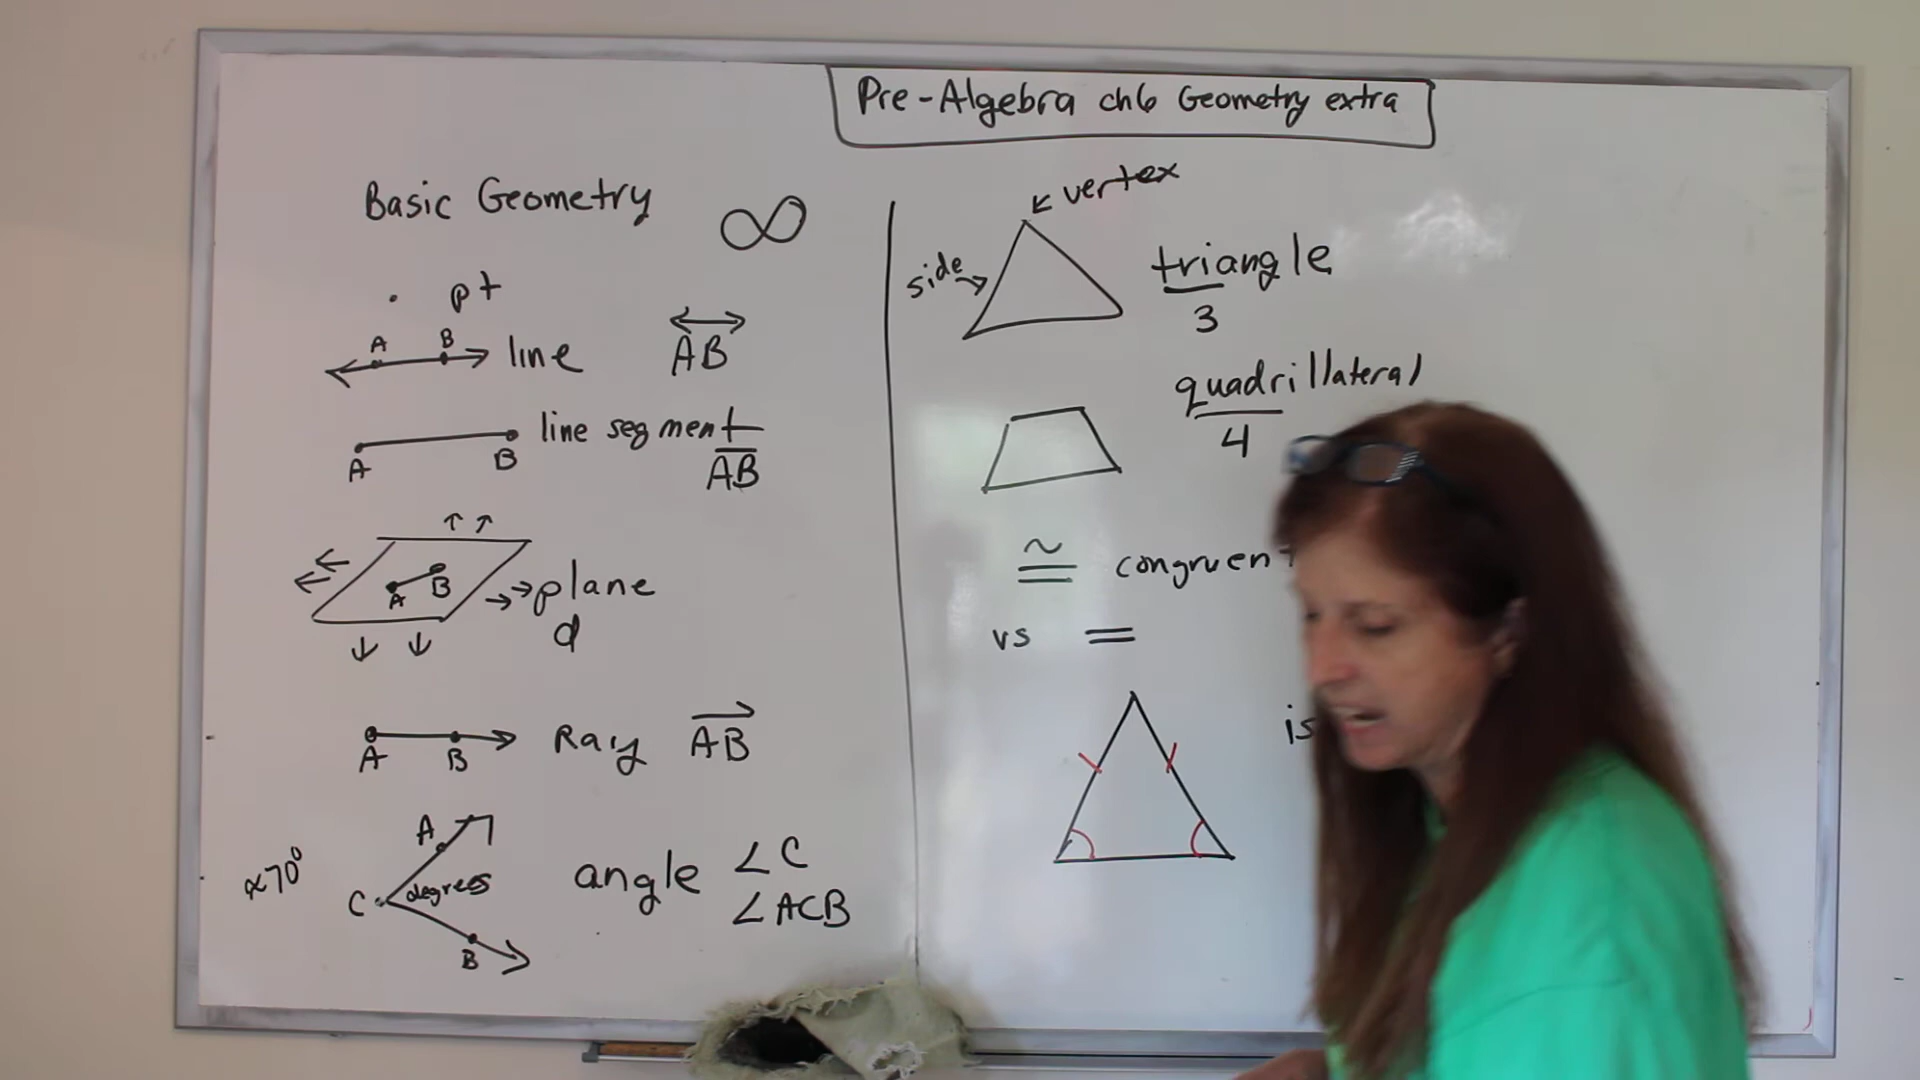 Pre-Algebra ch6 Geometry extra
Basic Geometry
∞
pt
A B line AB
A B line segment AB
A B plane
A B Ray AB
∝70°
A
C degrees
B
angle ∠C
∠ACB
vertex
side
triangle
3
quadrillateral
4
≅ congruent
vs =
is